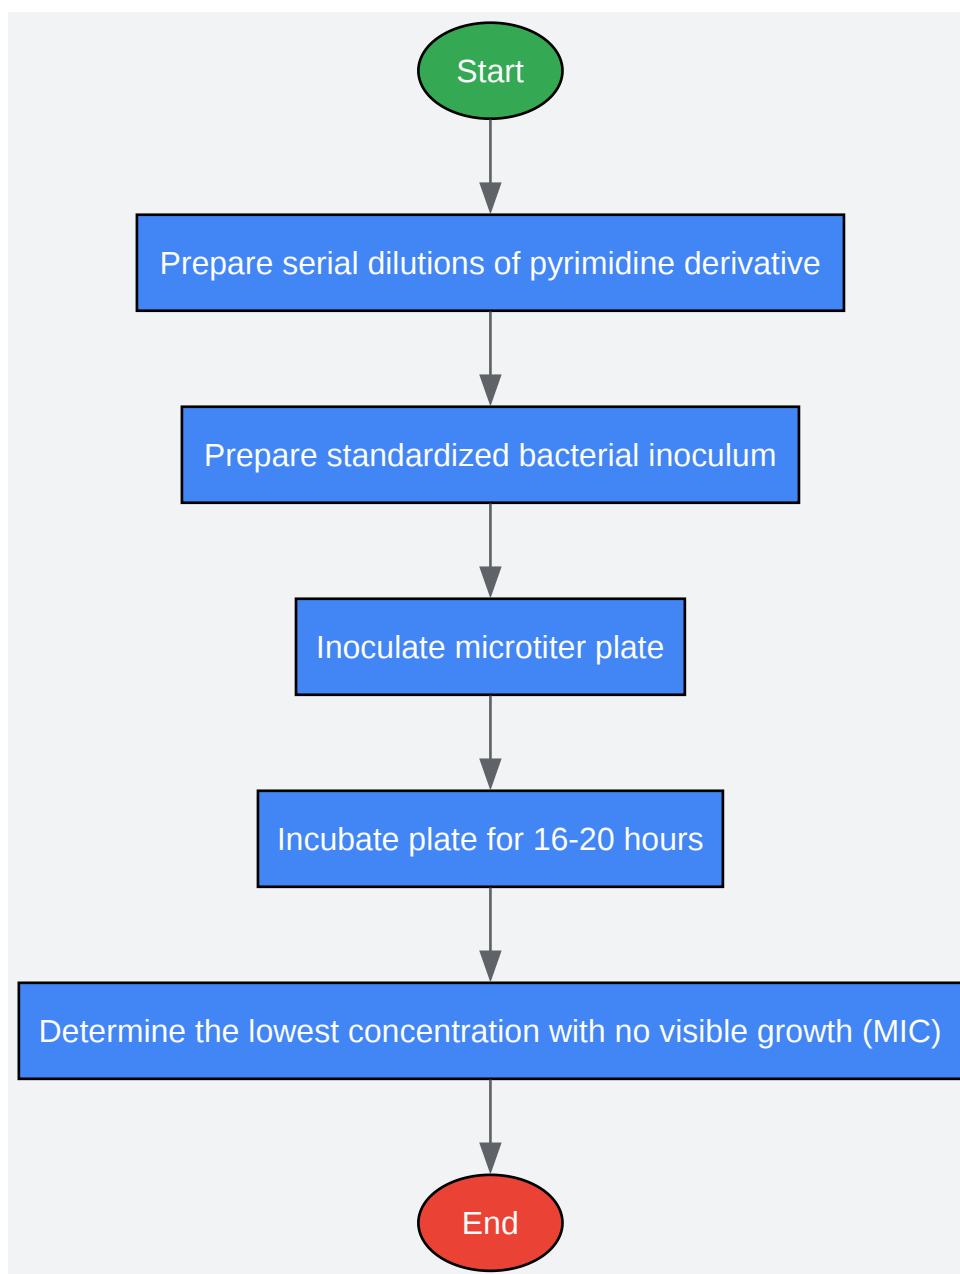 Start
Prepare serial dilutions of pyrimidine derivative
Prepare standardized bacterial inoculum
Inoculate microtiter plate
Incubate plate for 16-20 hours
Determine the lowest concentration with no visible growth (MIC)
End